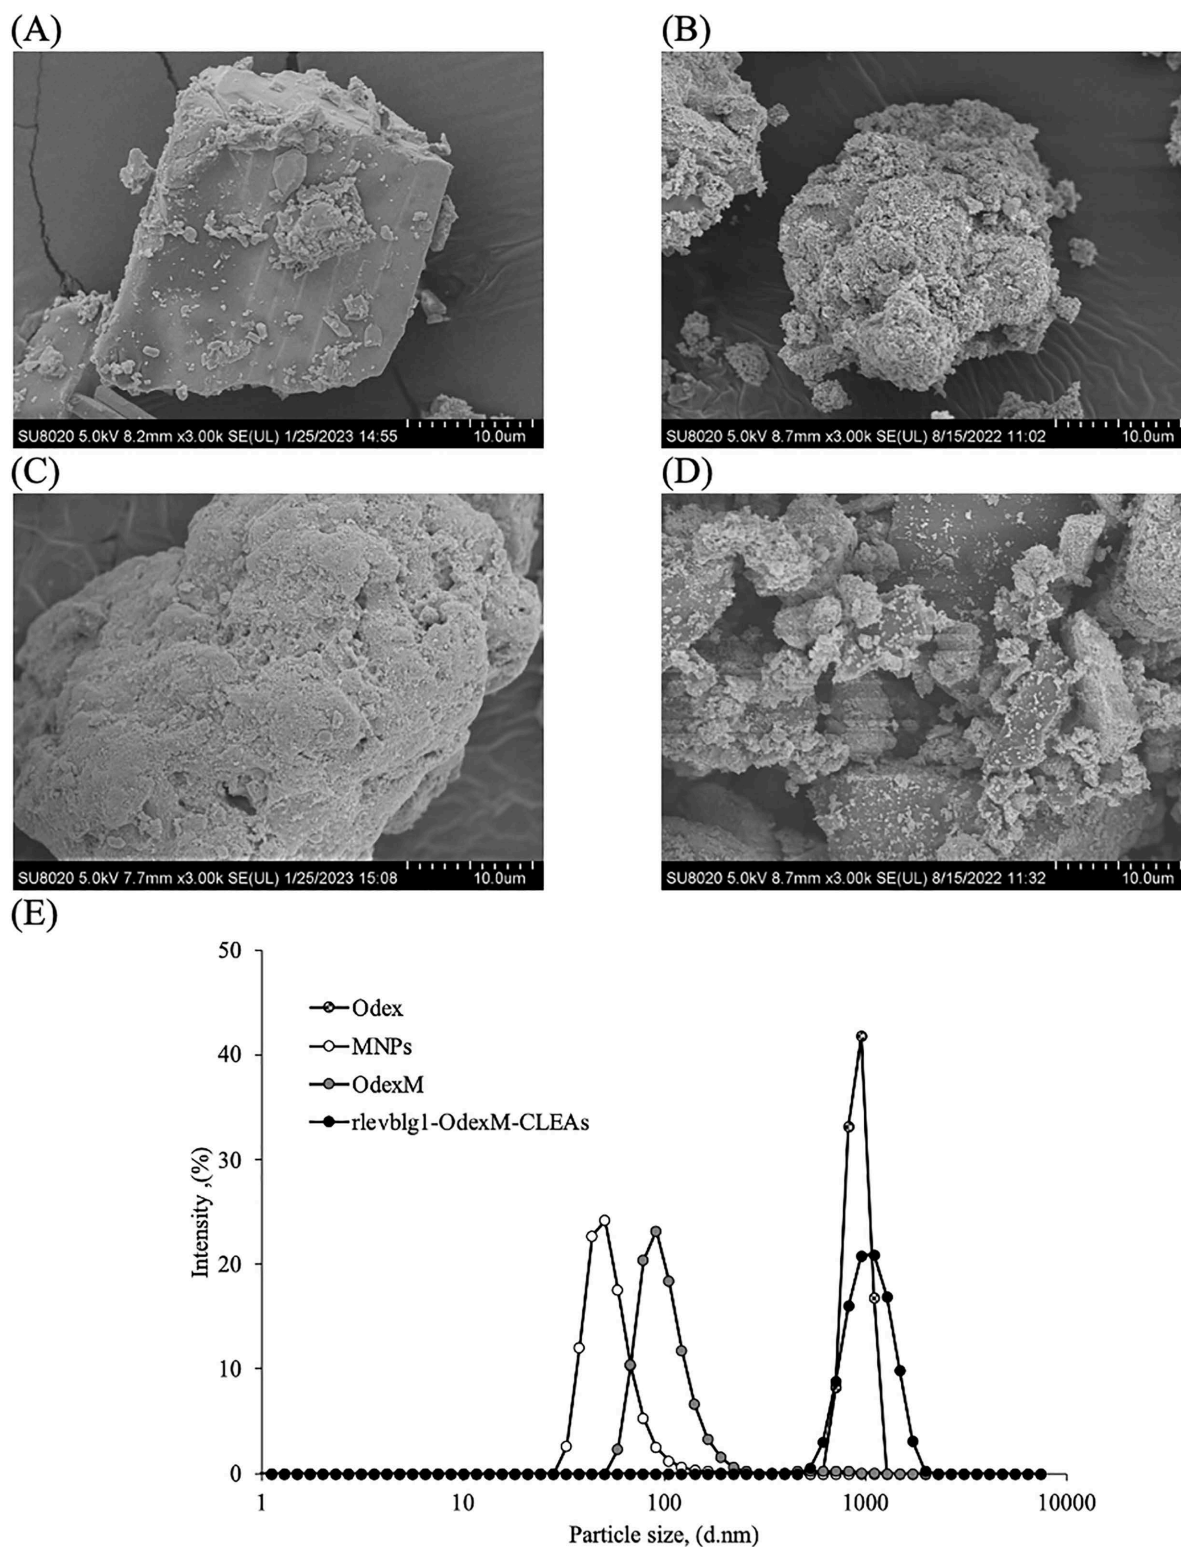 (A)
(B)
SU8020 5.0kV 8.2mm x3.00k SE(UL) 1/25/2023 14:55
10.0um
SU8020 5.0kV 8.7mm x3.00k SE(UL) 8/15/2022 11:02
10.0um
(C)
(D)
SU8020 5.0kV 7.7mm x3.00k SE(UL) 1/25/2023 15:08
10.0um
SU8020 5.0kV 8.7mm x3.00k SE(UL) 8/15/2022 11:32
10.0um
(E)
50
40
30
20
10
0
Intensity ,(%)
Odex
MNPs
OdexM
rlevblg1-OdexM-CLEAs
1
10
100
1000
10000
Particle size, (d.nm)